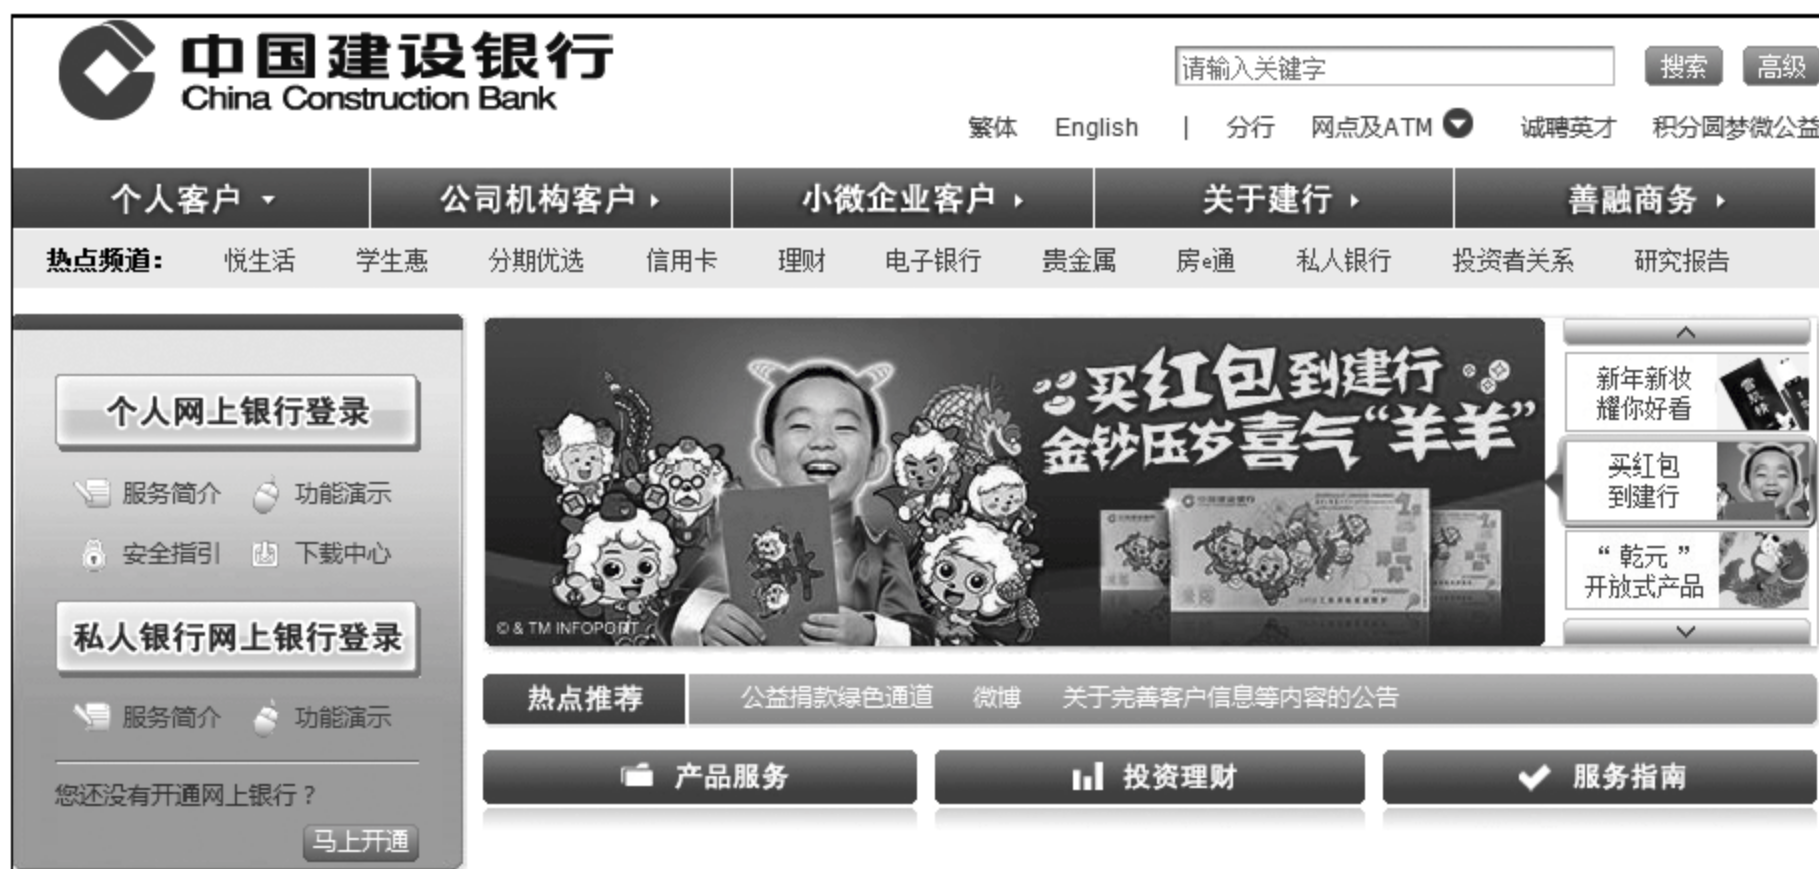 中国建设银行
China Construction Bank
请输入关键字 搜索 高级
繁体 English | 分行 网点及ATM 诚聘英才 积分圆梦微公益
个人客户 公司机构客户 小微企业客户 关于建行 善融商务
热点频道: 悦生活 学生惠 分期优选 信用卡 理财 电子银行 贵金属 房e通 私人银行 投资者关系 研究报告
个人网上银行登录
服务简介 功能演示
安全指引 下载中心
私人银行网上银行登录
服务简介 功能演示
您还没有开通网上银行？
马上开通
买红包到建行
金钞压岁喜气“羊羊”
© & TM INFOPORT
新年新妆
耀你好看
买红包
到建行
“乾元”
开放式产品
热点推荐 公益捐款绿色通道 微博 关于完善客户信息等内容的公告
产品服务 投资理财 服务指南